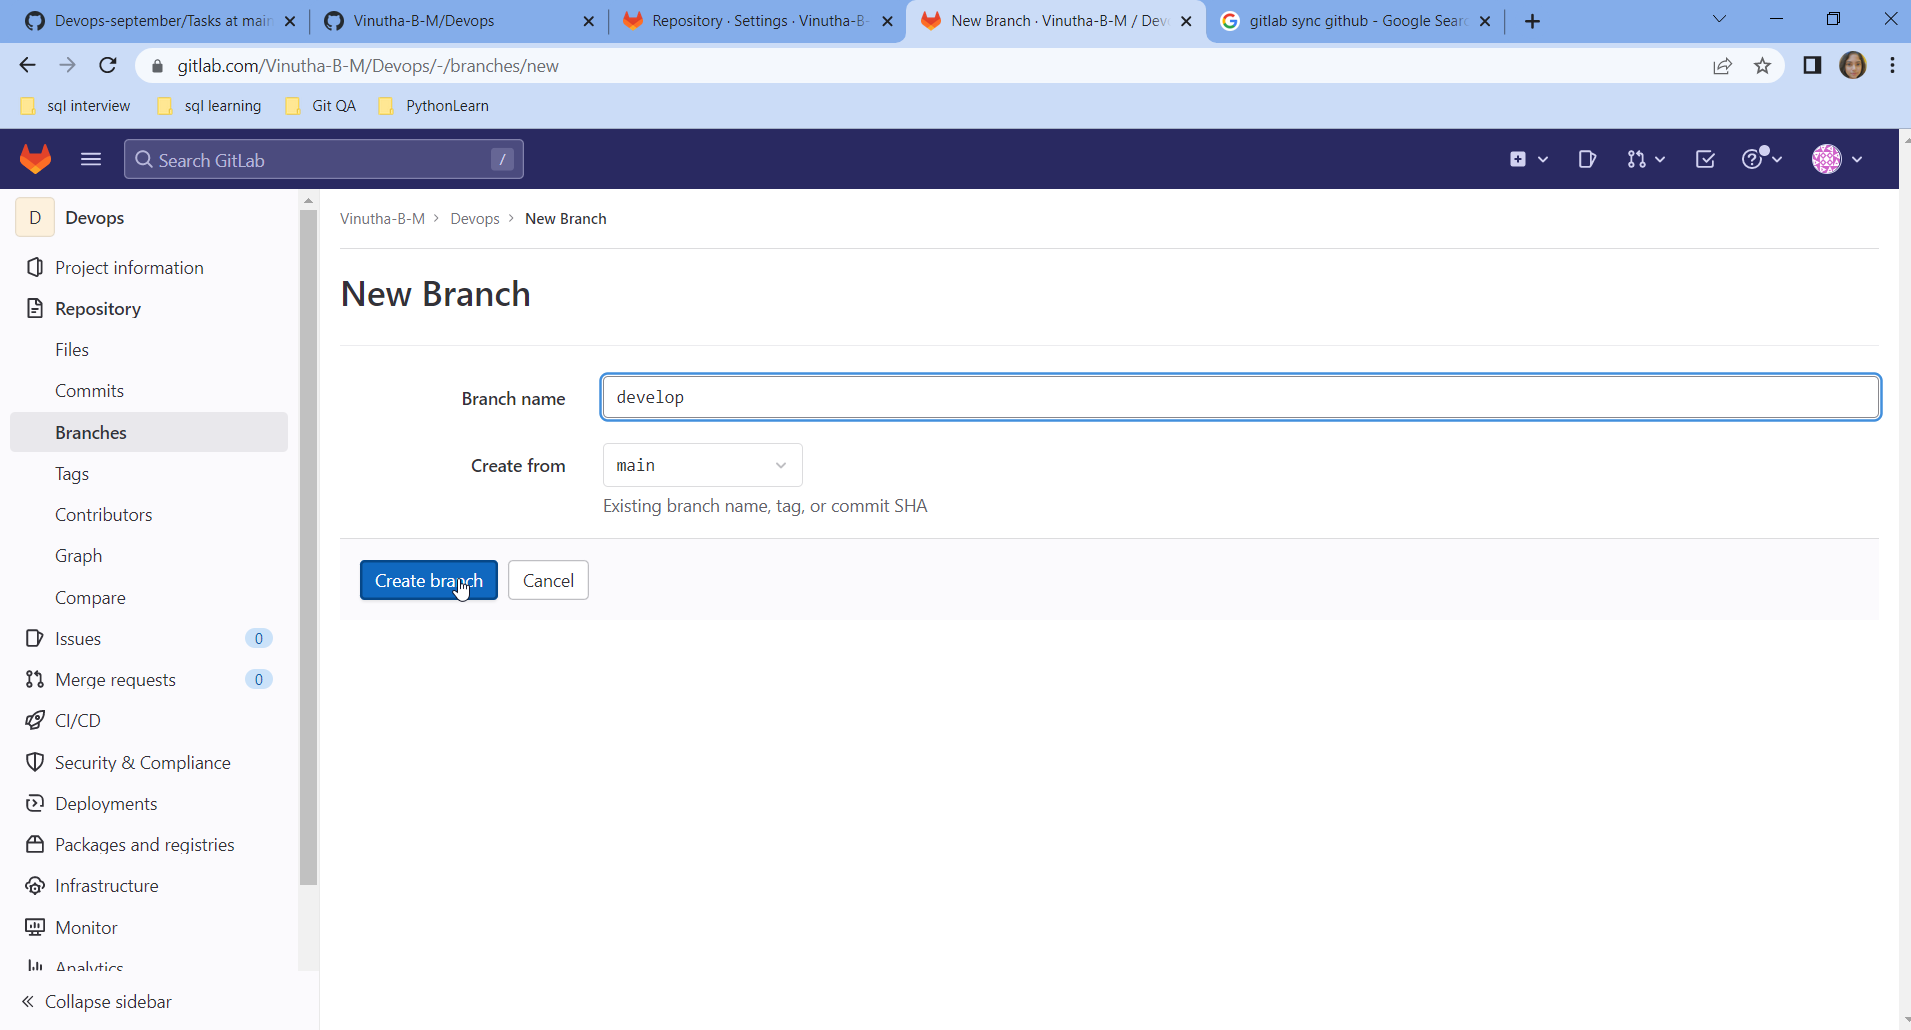 Devops-september/Tasks at main
Vinutha-B-M/Devops
Repository · Settings · Vinutha-B-
New Branch · Vinutha-B-M / Dev
gitlab sync github - Google Sear
gitlab.com/Vinutha-B-M/Devops/-/branches/new
sql interview
sql learning
Git QA
PythonLearn
Search GitLab
/
D
Devops
Project information
Repository
Files
Commits
Branches
Tags
Contributors
Graph
Compare
Issues 0
Merge requests 0
CI/CD
Security & Compliance
Deployments
Packages and registries
Infrastructure
Monitor
Analytics
Collapse sidebar
Vinutha-B-M > Devops > New Branch
New Branch
Branch name
develop
Create from
main
Existing branch name, tag, or commit SHA
Create branch
Cancel